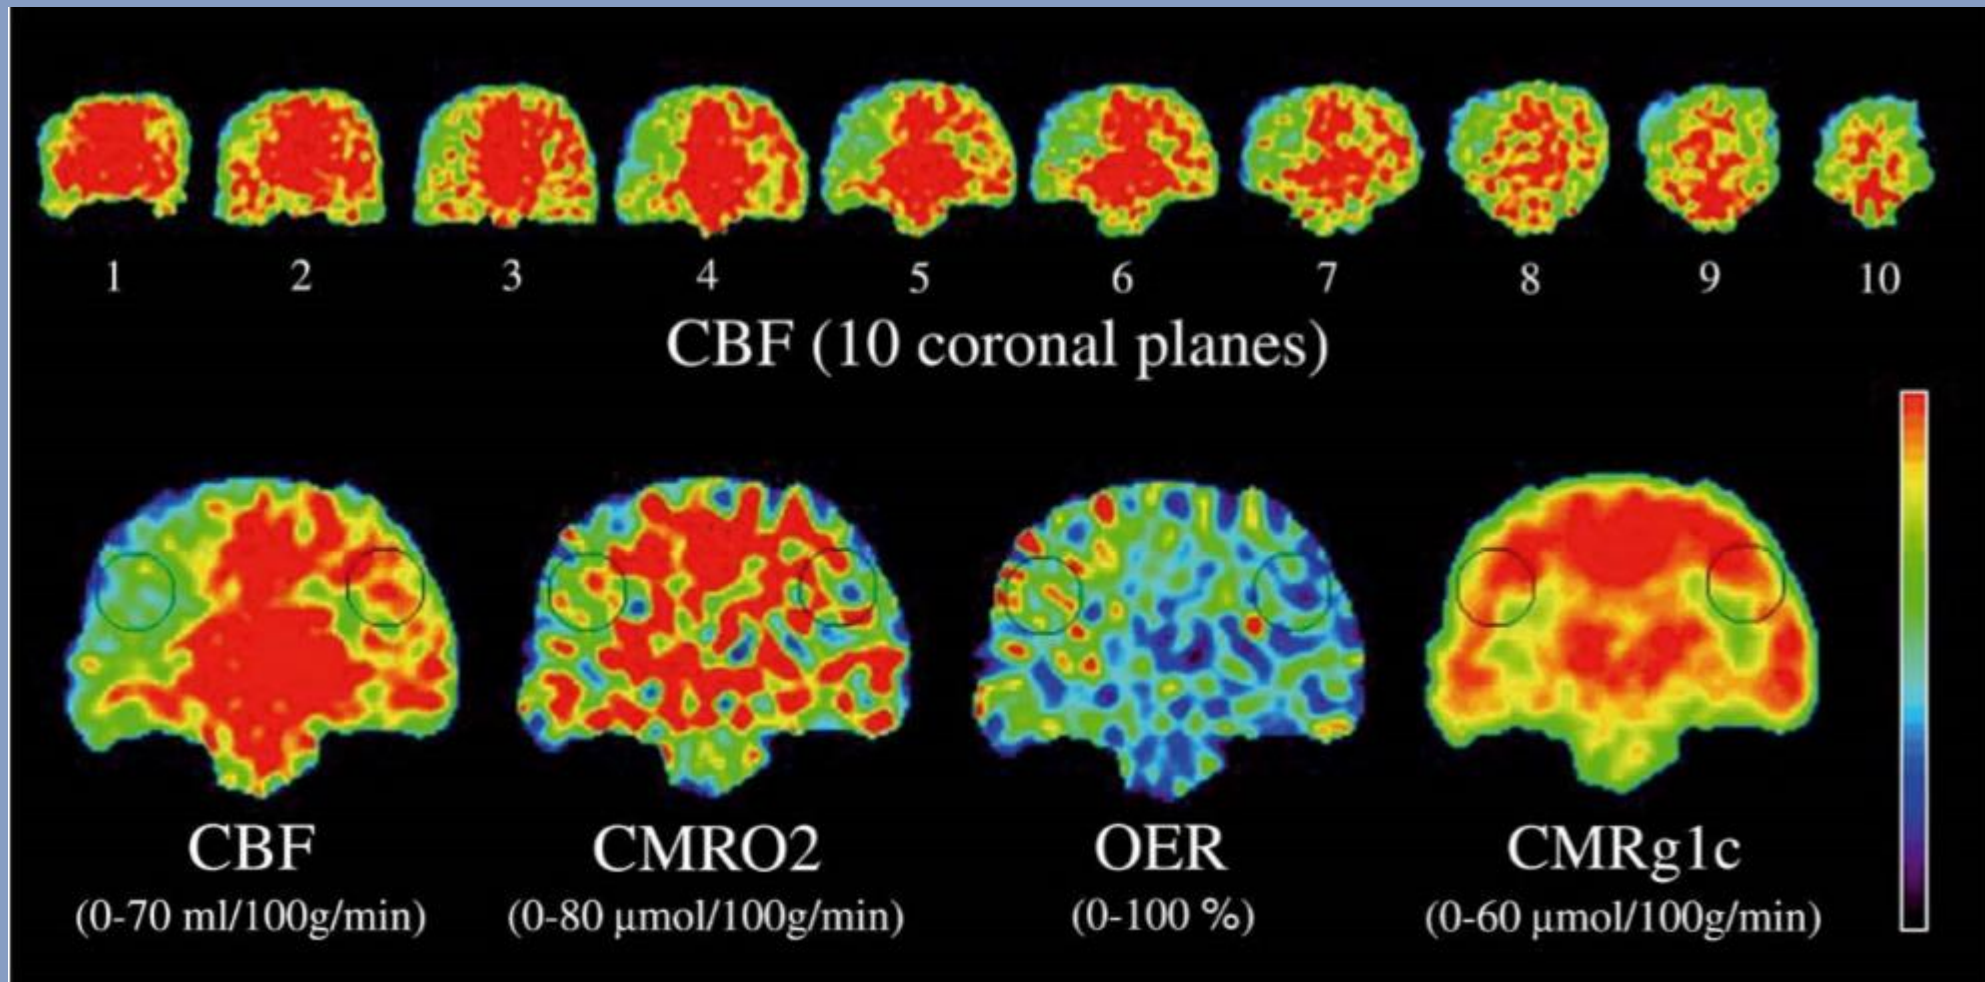 1 2 3 4 5 6 7 8 9 10
CBF (10 coronal planes)
CBF CMRO2 OER CMRg1c
(0-70 ml/100g/min) (0-80 μmol/100g/min) (0-100 %) (0-60 μmol/100g/min)